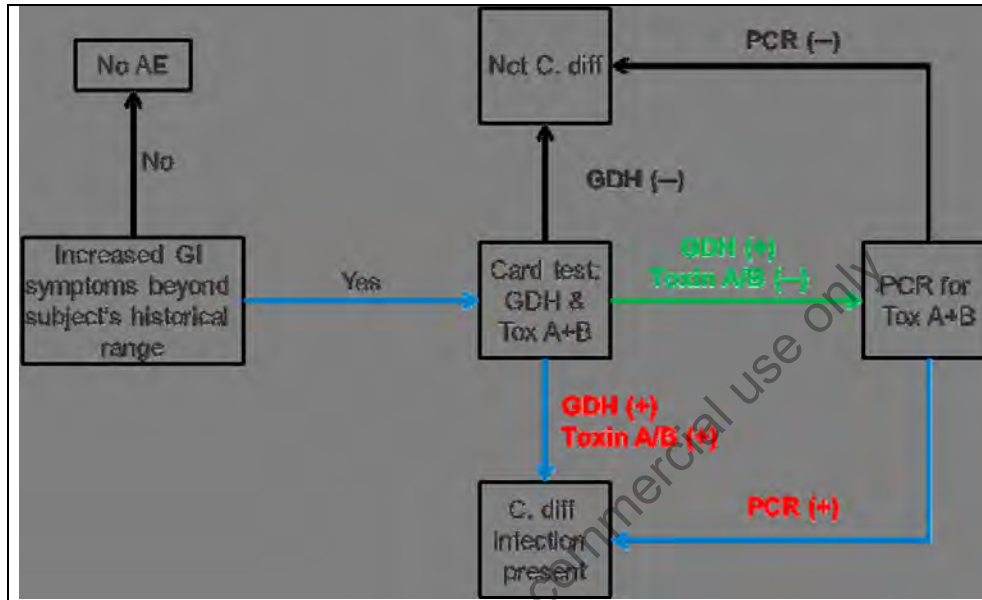 No AE
No
Increased GI
symptoms beyond
subject's historical
range
Yes
Not C. diff
PCR (—)
GDH (—)
Card test:
GDH &
Tox A+B
GDH (+)
Toxin A/B (—)
PCR for
Tox A+B
GDH (+)
Toxin A/B (+)
PCR (+)
C. diff
infection
present
commercial use only